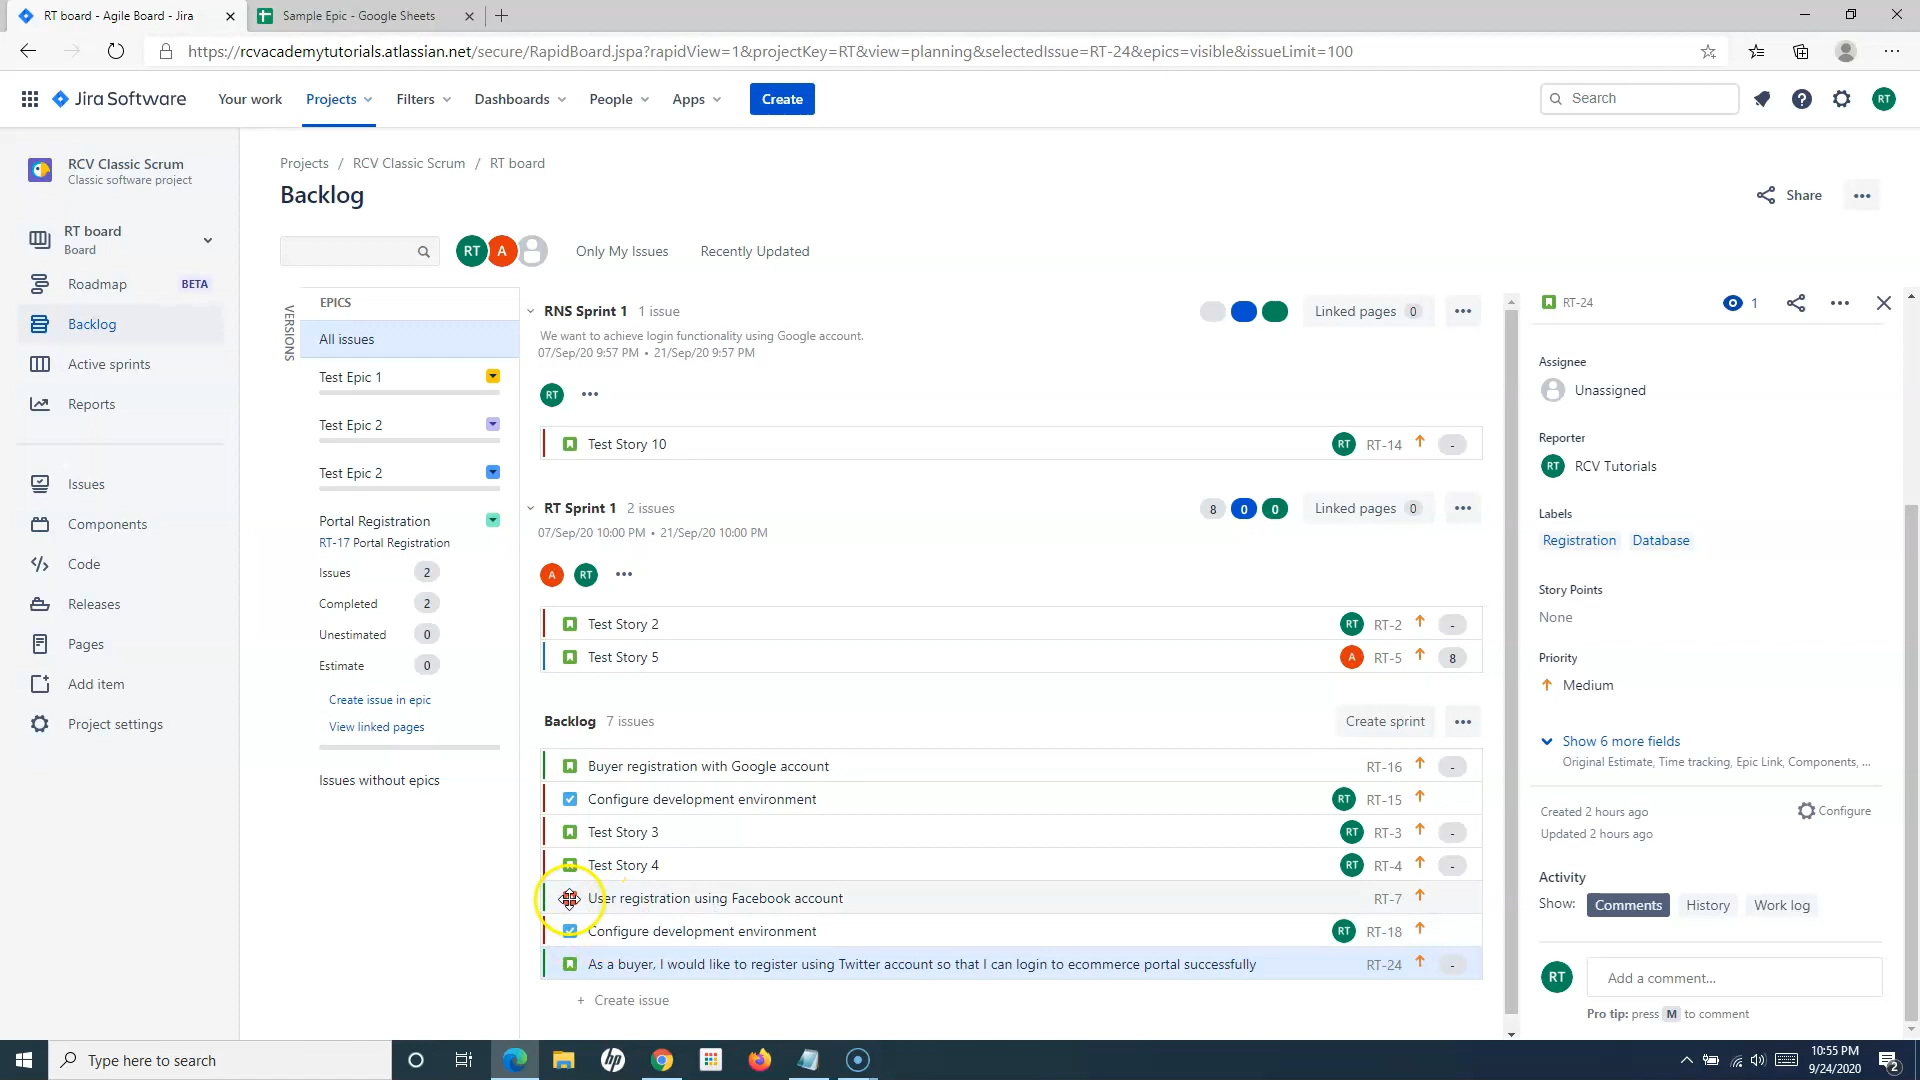 RT board - Agile Board - Jira
Sample Epic - Google Sheets
https://rcvacademytutorials.atlassian.net/secure/RapidBoard.jspa?rapidView=1&projectKey=RT&view=planning&selectedIssue=RT-24&epics=visible&issueLimit=100
Jira Software
Your work
Projects
Filters
Dashboards
People
Apps
Create
Search
RT
RCV Classic Scrum
Classic software project
RT board
Board
Roadmap
BETA
Backlog
Active sprints
Reports
Issues
Components
Code
Releases
Pages
Add item
Project settings
Projects / RCV Classic Scrum / RT board
Backlog
Share
RT
A
Only My Issues
Recently Updated
VERSIONS
EPICS
All issues
Test Epic 1
Test Epic 2
Test Epic 2
Portal Registration
RT-17 Portal Registration
Issues 2
Completed 2
Unestimated 0
Estimate 0
Create issue in epic
View linked pages
Issues without epics
RNS Sprint 1 1 issue
Linked pages 0
We want to achieve login functionality using Google account.
07/Sep/20 9:57 PM • 21/Sep/20 9:57 PM
RT
Test Story 10 RT RT-14 -
RT Sprint 1 2 issues
8 0 0
Linked pages 0
07/Sep/20 10:00 PM • 21/Sep/20 10:00 PM
A RT
Test Story 2 RT RT-2 -
Test Story 5 A RT-5 8
Backlog 7 issues
Create sprint
Buyer registration with Google account RT-16 -
Configure development environment RT RT-15
Test Story 3 RT RT-3 -
Test Story 4 RT RT-4 -
User registration using Facebook account RT-7
Configure development environment RT RT-18
As a buyer, I would like to register using Twitter account so that I can login to ecommerce portal successfully RT-24 -
+ Create issue
RT-24
1
Assignee
Unassigned
Reporter
RT RCV Tutorials
Labels
Registration Database
Story Points
None
Priority
Medium
Show 6 more fields
Original Estimate, Time tracking, Epic Link, Components, ...
Created 2 hours ago
Configure
Updated 2 hours ago
Activity
Show: Comments History Work log
RT Add a comment...
Pro tip: press M to comment
Type here to search
hp
10:55 PM
9/24/2020
2